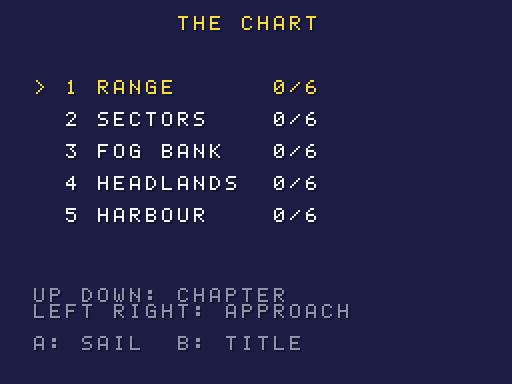 THE CHART
> 1 RANGE 0/6
2 SECTORS 0/6
3 FOG BANK 0/6
4 HEADLANDS 0/6
5 HARBOUR 0/6
UP DOWN: CHAPTER
LEFT RIGHT: APPROACH
A: SAIL B: TITLE